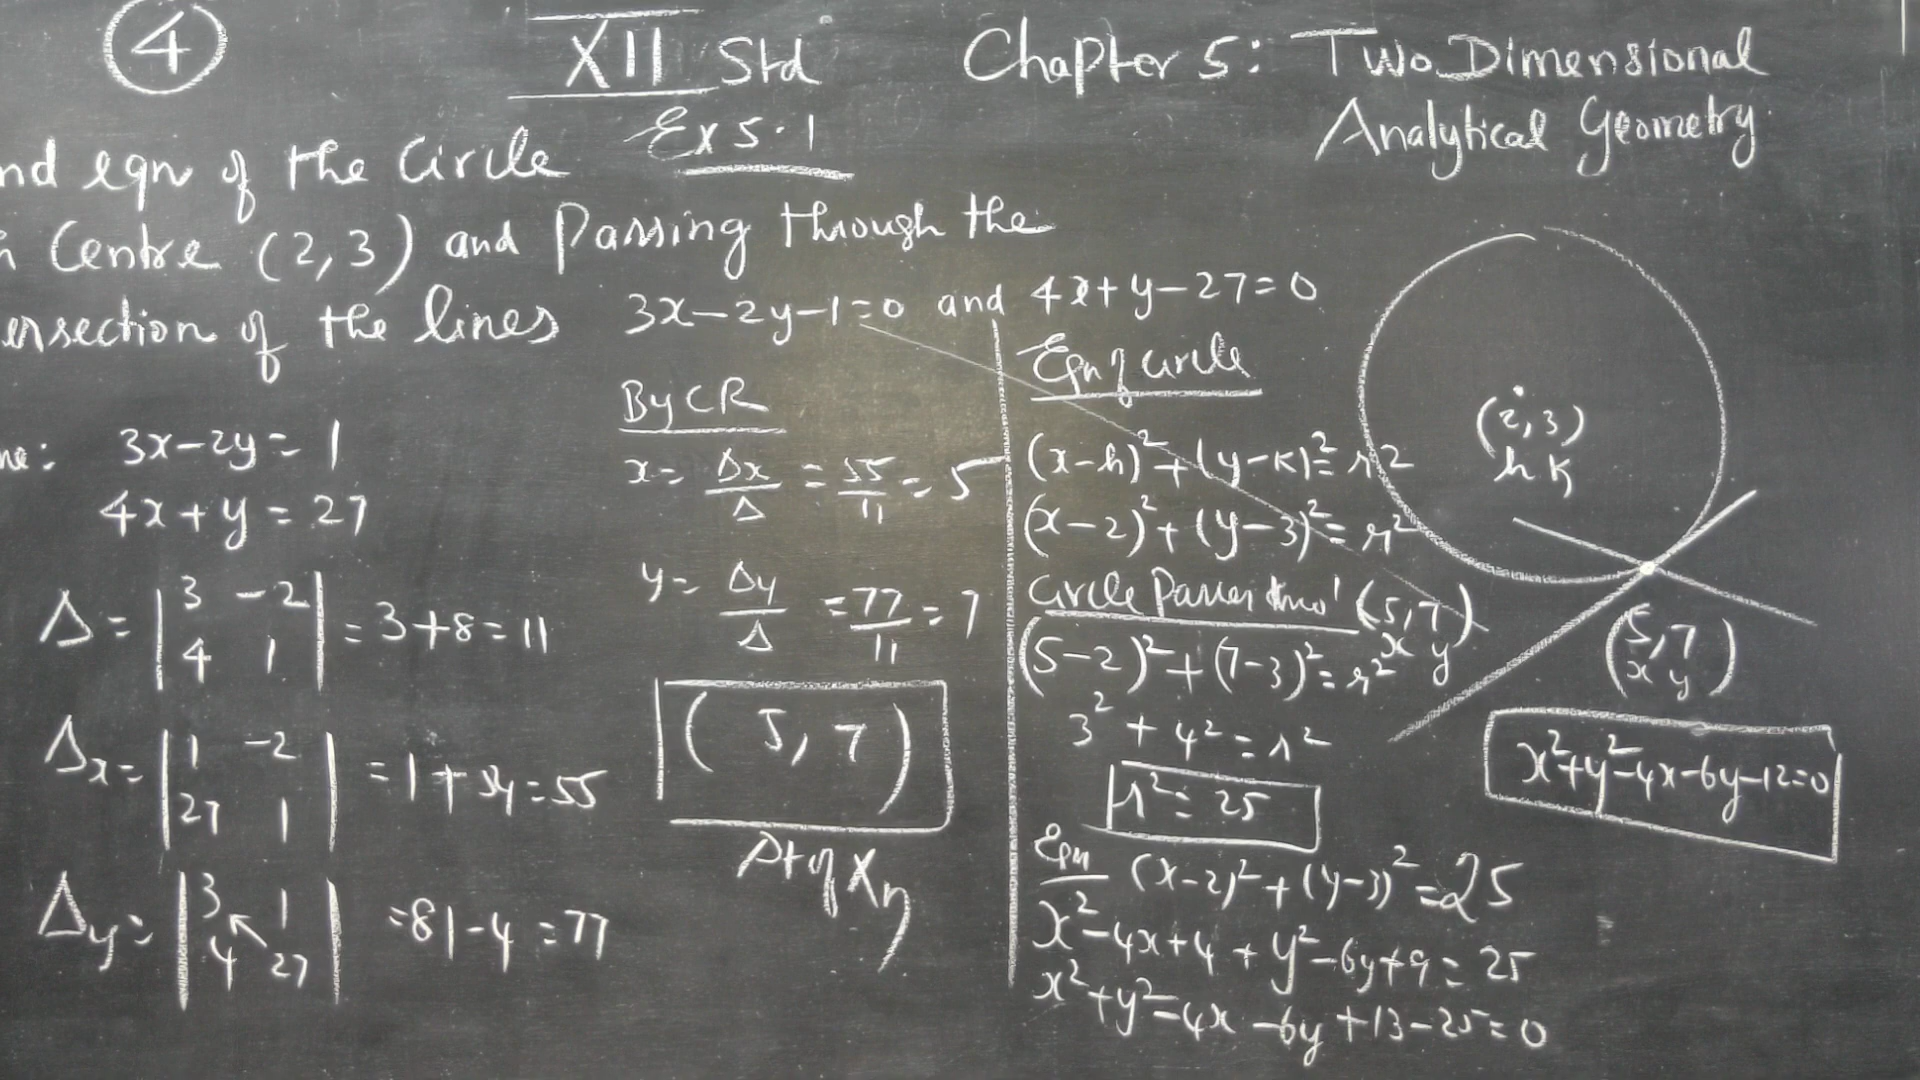 4
XII Std
Chapter 5: Two Dimensional
Analytical Geometry
Ex 5.1
nd eqn of the Circle
Centre (2,3) and Passing through the
ersection of the lines 3x-2y-1=0 and 4x+y-27=0
3x-2y=1
4x+y=27
Δ= |3 -2|
|4 1| =3+8=11
Δx= |1 -2|
|27 1| =1+54=55
Δy= |3 1|
|4 27| =81-4=77
By CR
x= Δx/Δ = 55/11 = 5
y= Δy/Δ = 77/11 = 7
(5,7)
Pt of Xn
Eqn of circle
(x-h)²+(y-k)²=r²
(x-2)²+(y-3)²=r²
Circle Passes thro' (5,7)
x y
(5-2)²+(7-3)²=r²
3²+4²=r²
r²=25
Eqn (x-2)²+(y-3)²=25
x²-4x+4+y²-6y+9=25
x²+y²-4x-6y+13-25=0
(2,3)
h k
(5,7)
x y
x²+y²-4x-6y-12=0